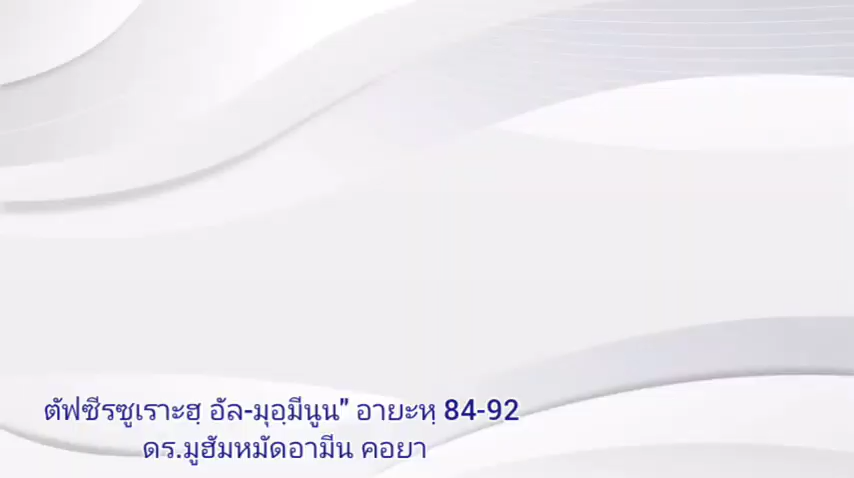 ตัฟซีรซูเราะฮฺ อัล-มุอฺมีนูน" อายะหฺ 84-92
ดร.มูฮัมหมัดอามีน คอยา